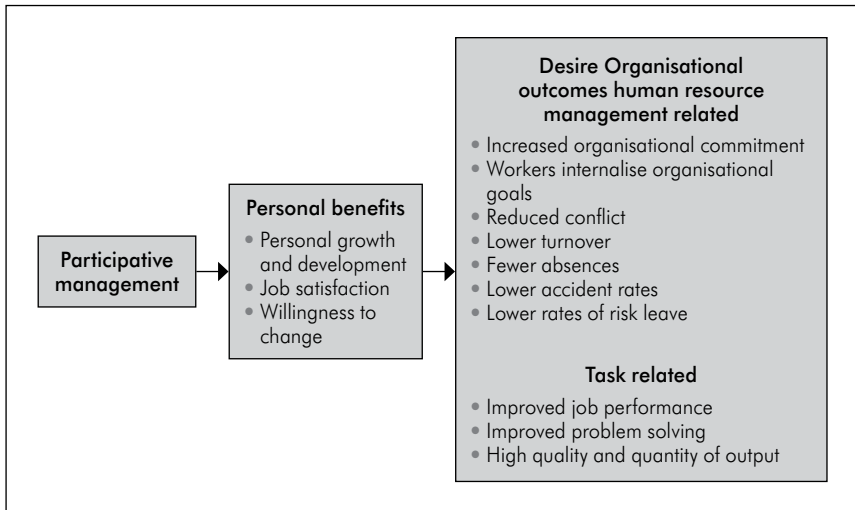 Participative
management
Personal benefits
• Personal growth
and development
• Job satisfaction
• Willingness to
change
Desire Organisational
outcomes human resource
management related
• Increased organisational commitment
• Workers internalise organisational
goals
• Reduced conflict
• Lower turnover
• Fewer absences
• Lower accident rates
• Lower rates of risk leave
Task related
• Improved job performance
• Improved problem solving
• High quality and quantity of output